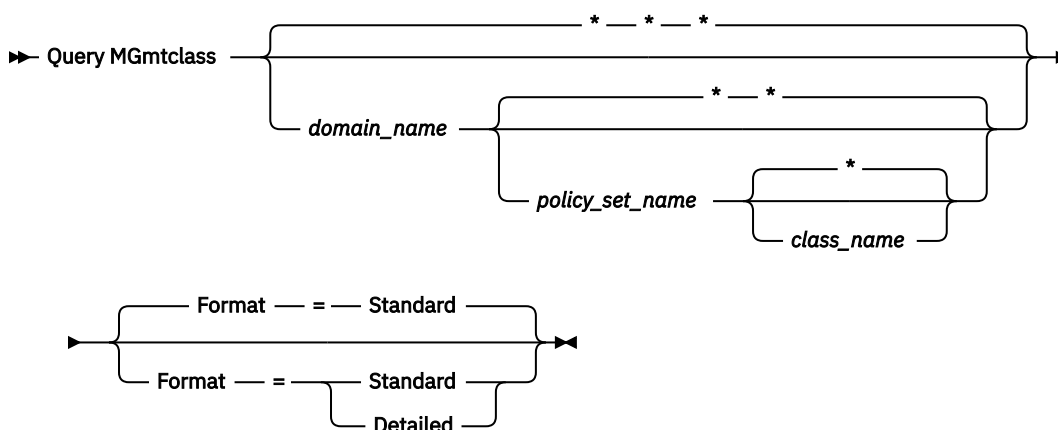 * * *
Query MGmtclass
* *
domain_name
*
policy_set_name
class_name
Format = Standard
Format = Standard
Detailed